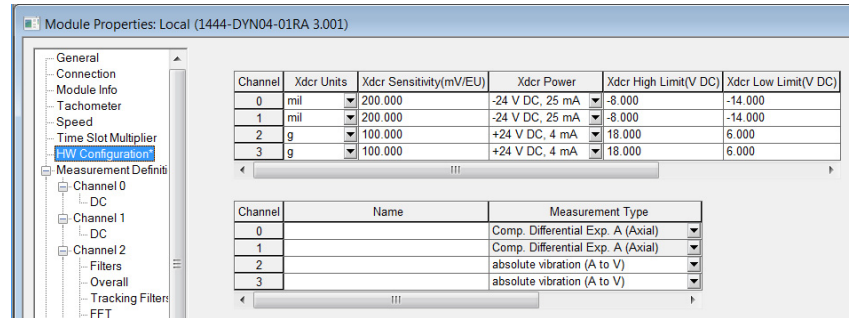 Module Properties: Local (1444-DYN04-01RA 3.001)
General
Connection
Module Info
Tachometer
Speed
Time Slot Multiplier
HW Configuration*
Measurement Definiti
Channel 0
DC
Channel 1
DC
Channel 2
Filters
Overall
Tracking Filters
FFT
Channel Xdcr Units Xdcr Sensitivity(mV/EU) Xdcr Power Xdcr High Limit(V DC) Xdcr Low Limit(V DC)
0 mil 200.000 -24 V DC, 25 mA -8.000 -14.000
1 mil 200.000 -24 V DC, 25 mA -8.000 -14.000
2 g 100.000 +24 V DC, 4 mA 18.000 6.000
3 g 100.000 +24 V DC, 4 mA 18.000 6.000
Channel Name Measurement Type
0 Comp. Differential Exp. A (Axial)
1 Comp. Differential Exp. A (Axial)
2 absolute vibration (A to V)
3 absolute vibration (A to V)